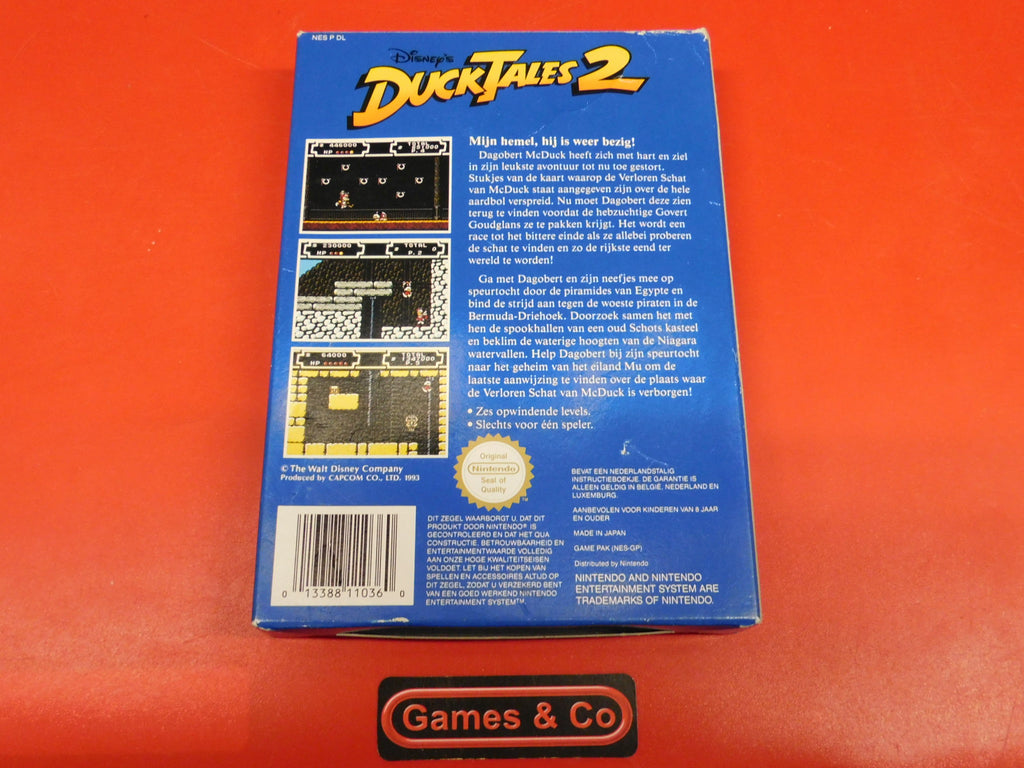 NES P DL
Disney's
DUCKTALES 2
Mijn hemel, hij is weer bezig!
Dagobert McDuck heeft zich met hart en ziel
in zijn leukste avontuur tot nu toe gestort.
Stukjes van de kaart waarop de Verloren Schat
van McDuck staat aangegeven zijn over de hele
aardbol verspreid. Nu moet Dagobert deze zien
terug te vinden voordat de hebzuchtige Govert
Goudglans ze te pakken krijgt. Het wordt een
race tot het bittere einde als ze allebei proberen
de schat te vinden en zo de rijkste eend ter
wereld te worden!
Ga met Dagobert en zijn neefjes mee op
speurtocht door de piramides van Egypte en
bind de strijd aan tegen de woeste piraten in de
Bermuda-Driehoek. Doorzoek samen het met
hen de spookhallen van een oud Schots kasteel
en beklim de waterige hoogten van de Niagara
watervallen. Help Dagobert bij zijn speurtocht
naar het geheim van het eiland Mu om de
laatste aanwijzing te vinden over de plaats waar
de Verloren Schat van McDuck is verborgen!
• Zes opwindende levels.
• Slechts voor één speler.
446000
TOTAL
HP
230000
TOTAL
0
HP
P.2
64000
TOTAL
247000
HP
© The Walt Disney Company
Produced by CAPCOM CO., LTD. 1993
Original
Nintendo
Seal of
Quality
TM
0 13388 11036 0
DIT ZEGEL WAARBORGT U, DAT DIT
PRODUKT DOOR NINTENDO® IS
GECONTROLEERD EN DAT HET QUA
CONSTRUCTIE, BETROUWBAARHEID EN
ENTERTAINMENTWAARDE VOLLEDIG
AAN ONZE HOGE KWALITEITSEISEN
VOLDOET. LET BIJ HET KOPEN VAN
SPELLEN EN ACCESSOIRES ALTIJD OP
DIT ZEGEL, ZODAT U VERZEKERD BENT
VAN EEN GOED WERKEND NINTENDO
ENTERTAINMENT SYSTEM™.
BEVAT EEN NEDERLANDSTALIG
INSTRUCTIEBOEKJE. DE GARANTIE IS
ALLEEN GELDIG IN BELGIË, NEDERLAND EN
LUXEMBURG.
AANBEVOLEN VOOR KINDEREN VAN 8 JAAR
EN OUDER
MADE IN JAPAN
GAME PAK (NES-GP)
Distributed by Nintendo
NINTENDO AND NINTENDO
ENTERTAINMENT SYSTEM ARE
TRADEMARKS OF NINTENDO.
Games & Co